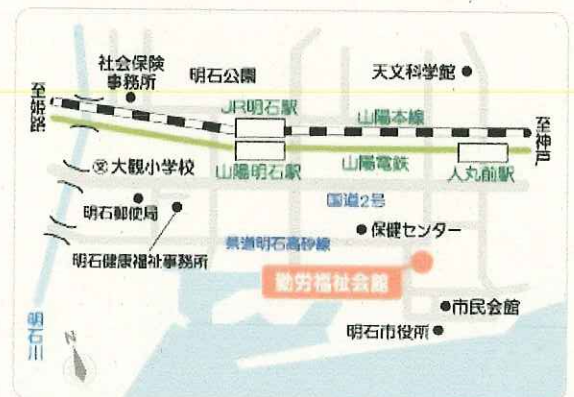 社会保険
事務所
明石公園
天文科学館
至姫路
JR明石駅
山陽本線
至神戸
大観小学校
山陽明石駅
山陽電鉄
人丸前駅
国道2号
明石郵便局
保健センター
県道明石高砂線
明石健康福祉事務所
勤労福祉会館
市民会館
明石市役所
明石川
N